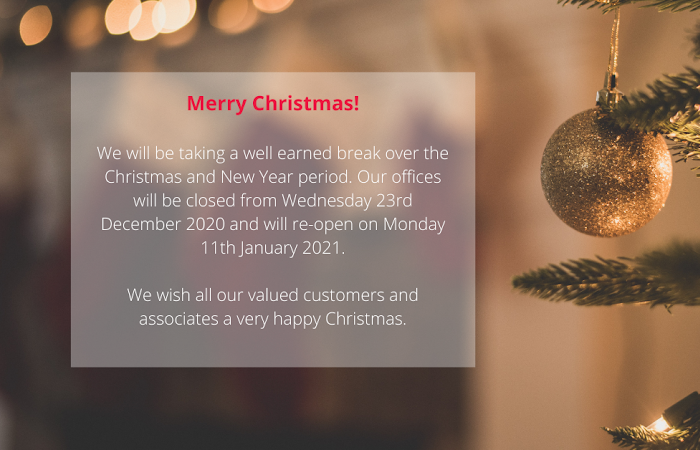 Merry Christmas!
We will be taking a well earned break over the
Christmas and New Year period. Our offices
will be closed from Wednesday 23rd
December 2020 and will re-open on Monday
11th January 2021.
We wish all our valued customers and
associates a very happy Christmas.